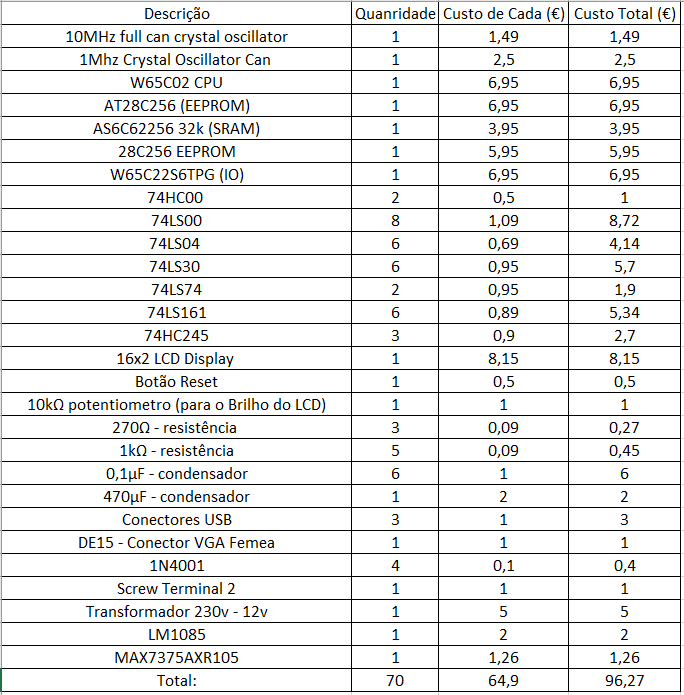 Descrição Quanridade Custo de Cada (€) Custo Total (€)
10MHz full can crystal oscillator 1 1,49 1,49
1Mhz Crystal Oscillator Can 1 2,5 2,5
W65C02 CPU 1 6,95 6,95
AT28C256 (EEPROM) 1 6,95 6,95
AS6C62256 32k (SRAM) 1 3,95 3,95
28C256 EEPROM 1 5,95 5,95
W65C22S6TPG (IO) 1 6,95 6,95
74HC00 2 0,5 1
74LS00 8 1,09 8,72
74LS04 6 0,69 4,14
74LS30 6 0,95 5,7
74LS74 2 0,95 1,9
74LS161 6 0,89 5,34
74HC245 3 0,9 2,7
16x2 LCD Display 1 8,15 8,15
Botão Reset 1 0,5 0,5
10kΩ potentiometro (para o Brilho do LCD) 1 1 1
270Ω - resistência 3 0,09 0,27
1kΩ - resistência 5 0,09 0,45
0,1μF - condensador 6 1 6
470μF - condensador 1 2 2
Conectores USB 3 1 3
DE15 - Conector VGA Femea 1 1 1
1N4001 4 0,1 0,4
Screw Terminal 2 1 1 1
Transformador 230v - 12v 1 5 5
LM1085 1 2 2
MAX7375AXR105 1 1,26 1,26
Total: 70 64,9 96,27